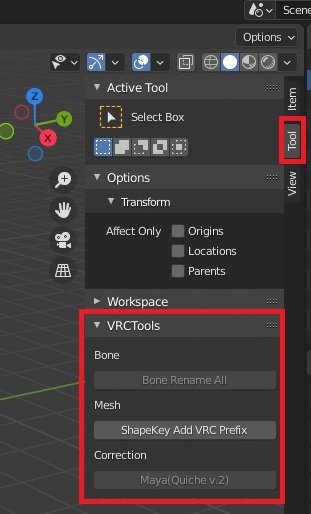 Scene
Options
Active Tool
Select Box
Options
Transform
Affect Only
Origins
Locations
Parents
Workspace
VRCTools
Bone
Bone Rename All
Mesh
ShapeKey Add VRC Prefix
Correction
Maya(Quiche v.2)
Item
Tool
View
Z
Y
X